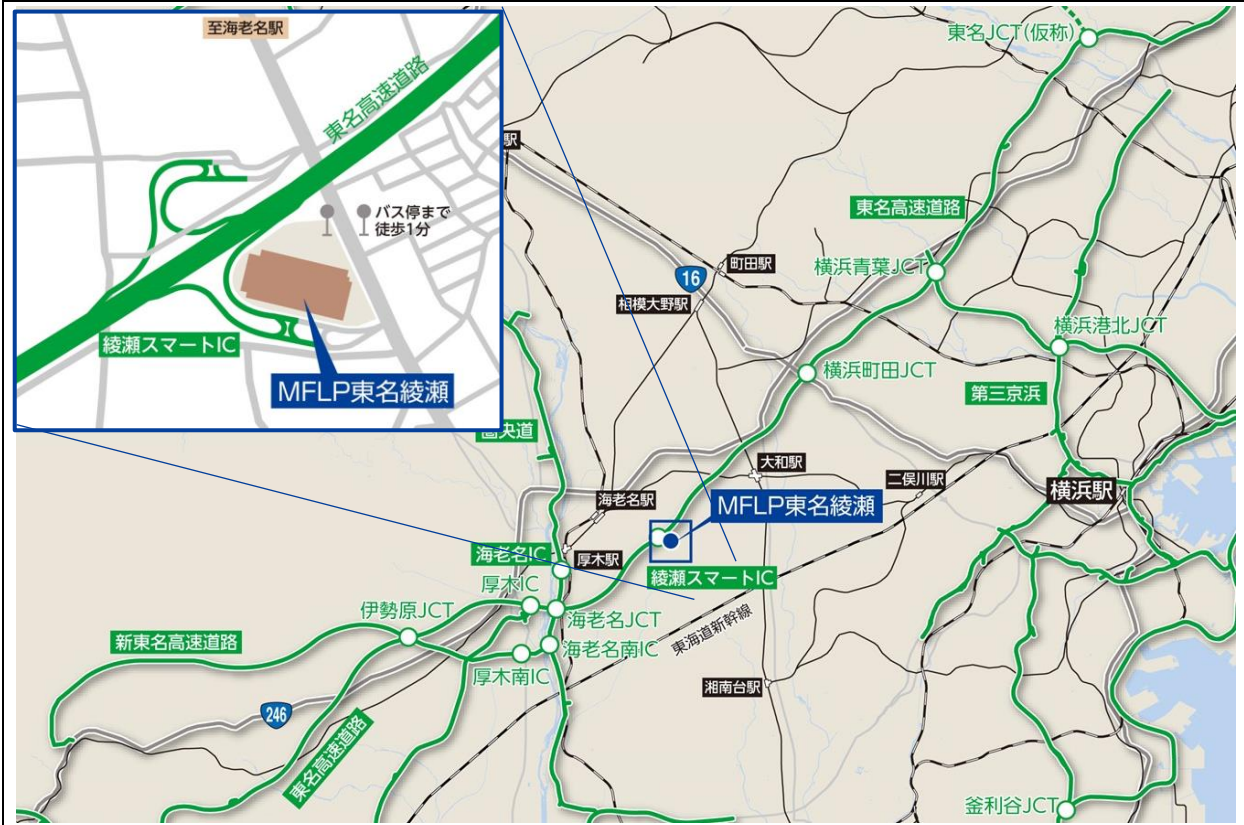 至海老名駅
東名高速道路
バス停まで
徒歩1分
綾瀬スマートIC
MFLP東名綾瀬
東名JCT(仮称)
駅
東名高速道路
町田駅
16
横浜青葉JCT
相模大野駅
横浜港北JCT
横浜町田JCT
第三京浜
圏央道
大和駅
二俣川駅
横浜駅
海老名駅
MFLP東名綾瀬
海老名IC
厚木駅
綾瀬スマートIC
厚木IC
伊勢原JCT
海老名JCT
東海道新幹線
新東名高速道路
海老名南IC
厚木南IC
湘南台駅
246
東名高速道路
釜利谷JCT